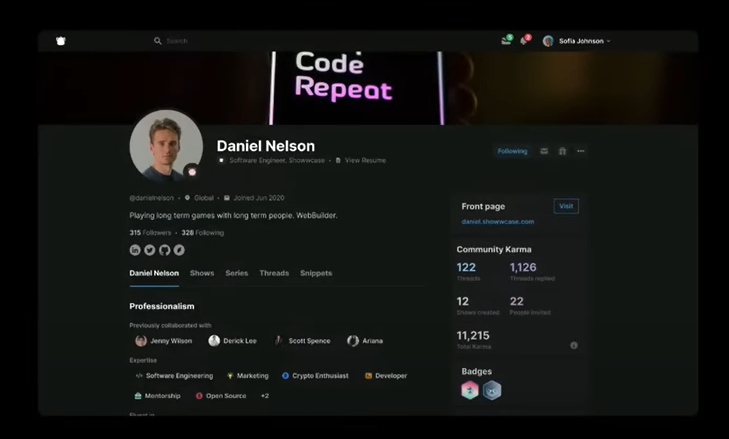 Search
5
2
Sofia Johnson
Code
Repeat
Daniel Nelson
Software Engineer, Showwcase • View Resume
Following
@danielnelson • Global • Joined Jun 2020
Playing long term games with long term people. WebBuilder.
315 Followers • 328 Following
Daniel Nelson Shows Series Threads Snippets
Professionalism
Previously collaborated with
Jenny Wilson Derick Lee Scott Spence Ariana
Expertise
Software Engineering Marketing Crypto Enthusiast Developer
Mentorship Open Source +2
Fluent in
Front page Visit
daniel.showwcase.com
Community Karma
122 1,126
Threads Threads replied
12 22
Shows created People invited
11,215
Total Karma
Badges